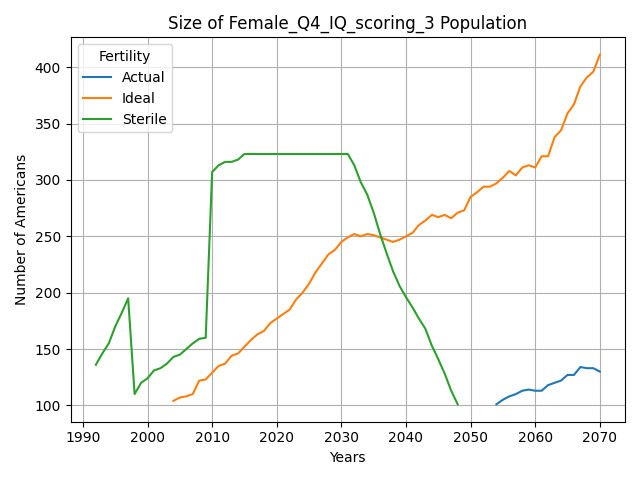 Size of Female_Q4_IQ_scoring_3 Population
Fertility
Actual
Ideal
Sterile
Number of Americans
400
350
300
250
200
150
100
1990 2000 2010 2020 2030 2040 2050 2060 2070
Years